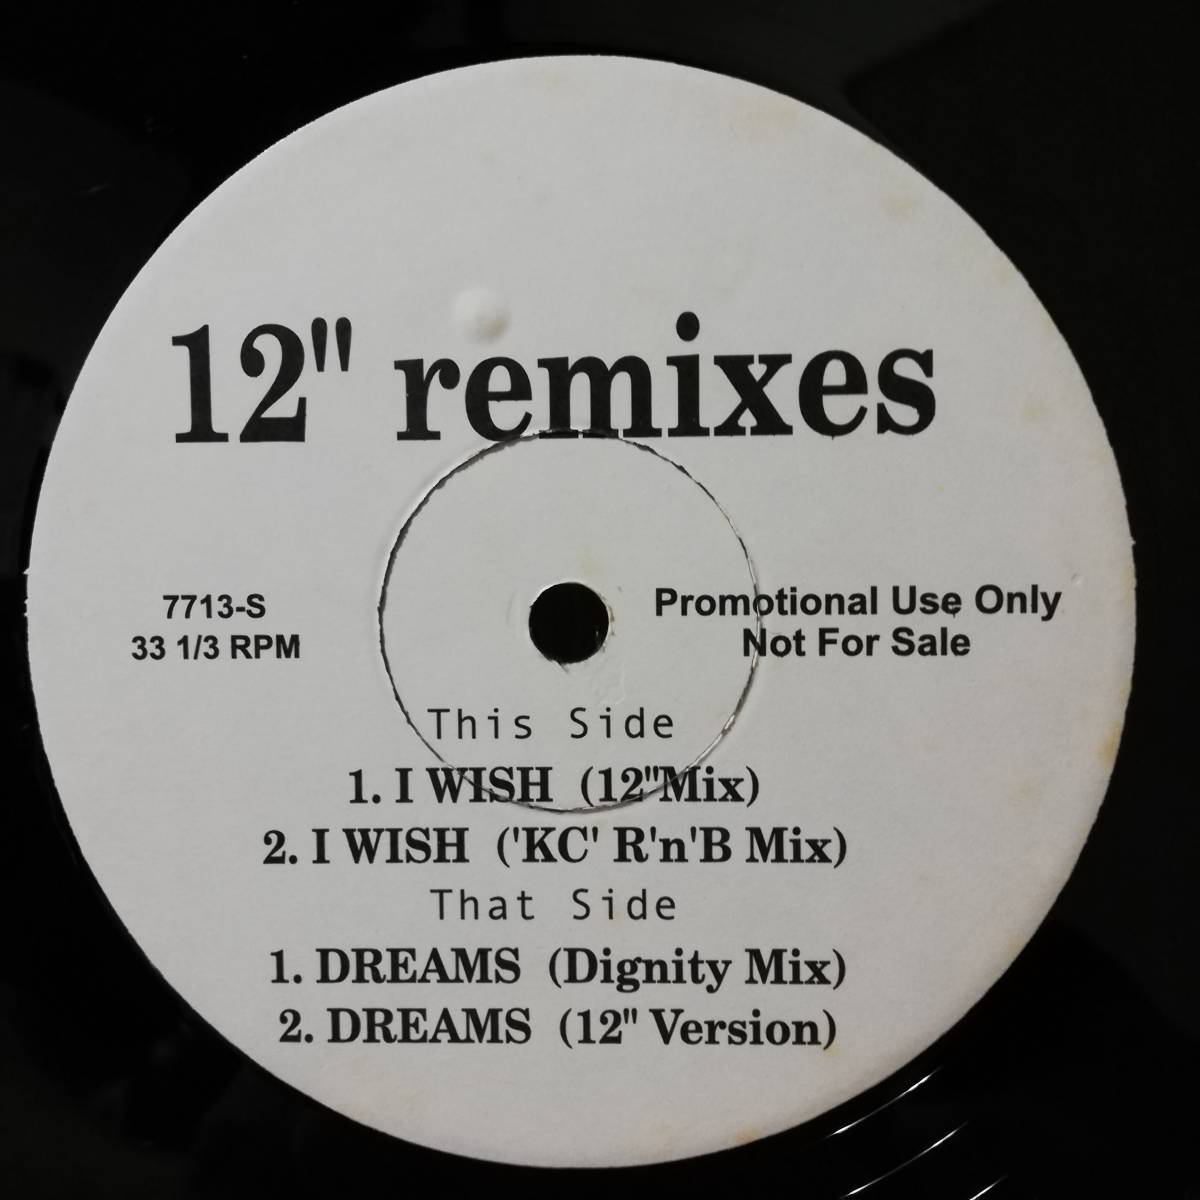 12" remixes
7713-S
33 1/3 RPM
Promotional Use Only
Not For Sale
This Side
1. I WISH (12"Mix)
2. I WISH ('KC' R'n'B Mix)
That Side
1. DREAMS (Dignity Mix)
2. DREAMS (12" Version)